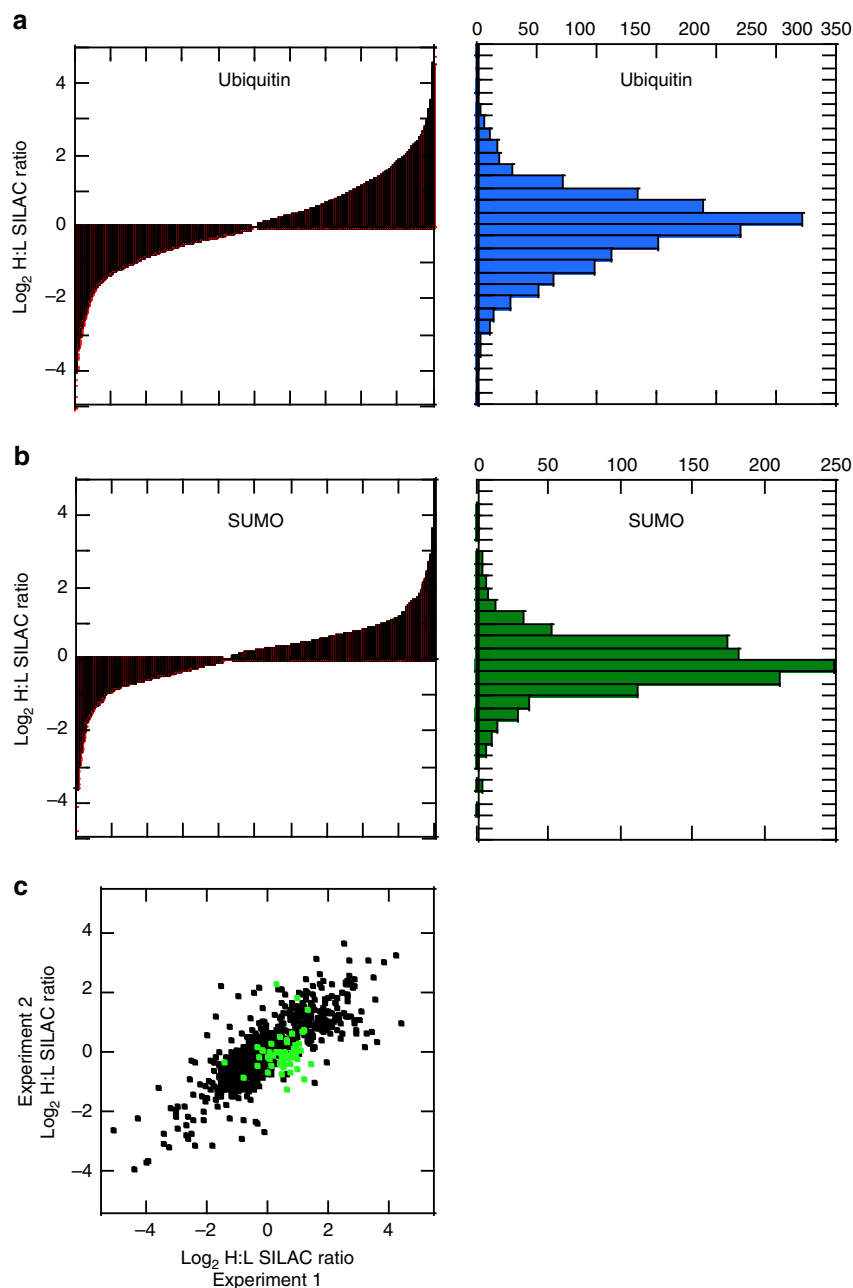 a
0 50 100 150 200 250 300 350
Ubiquitin
Ubiquitin
4
2
0
–2
–4
Log2 H:L SILAC ratio
b
0 50 100 150 200 250
SUMO
SUMO
4
2
0
–2
–4
Log2 H:L SILAC ratio
c
4
2
0
–2
–4
Experiment 2
Log2 H:L SILAC ratio
–4 –2 0 2 4
Log2 H:L SILAC ratio
Experiment 1